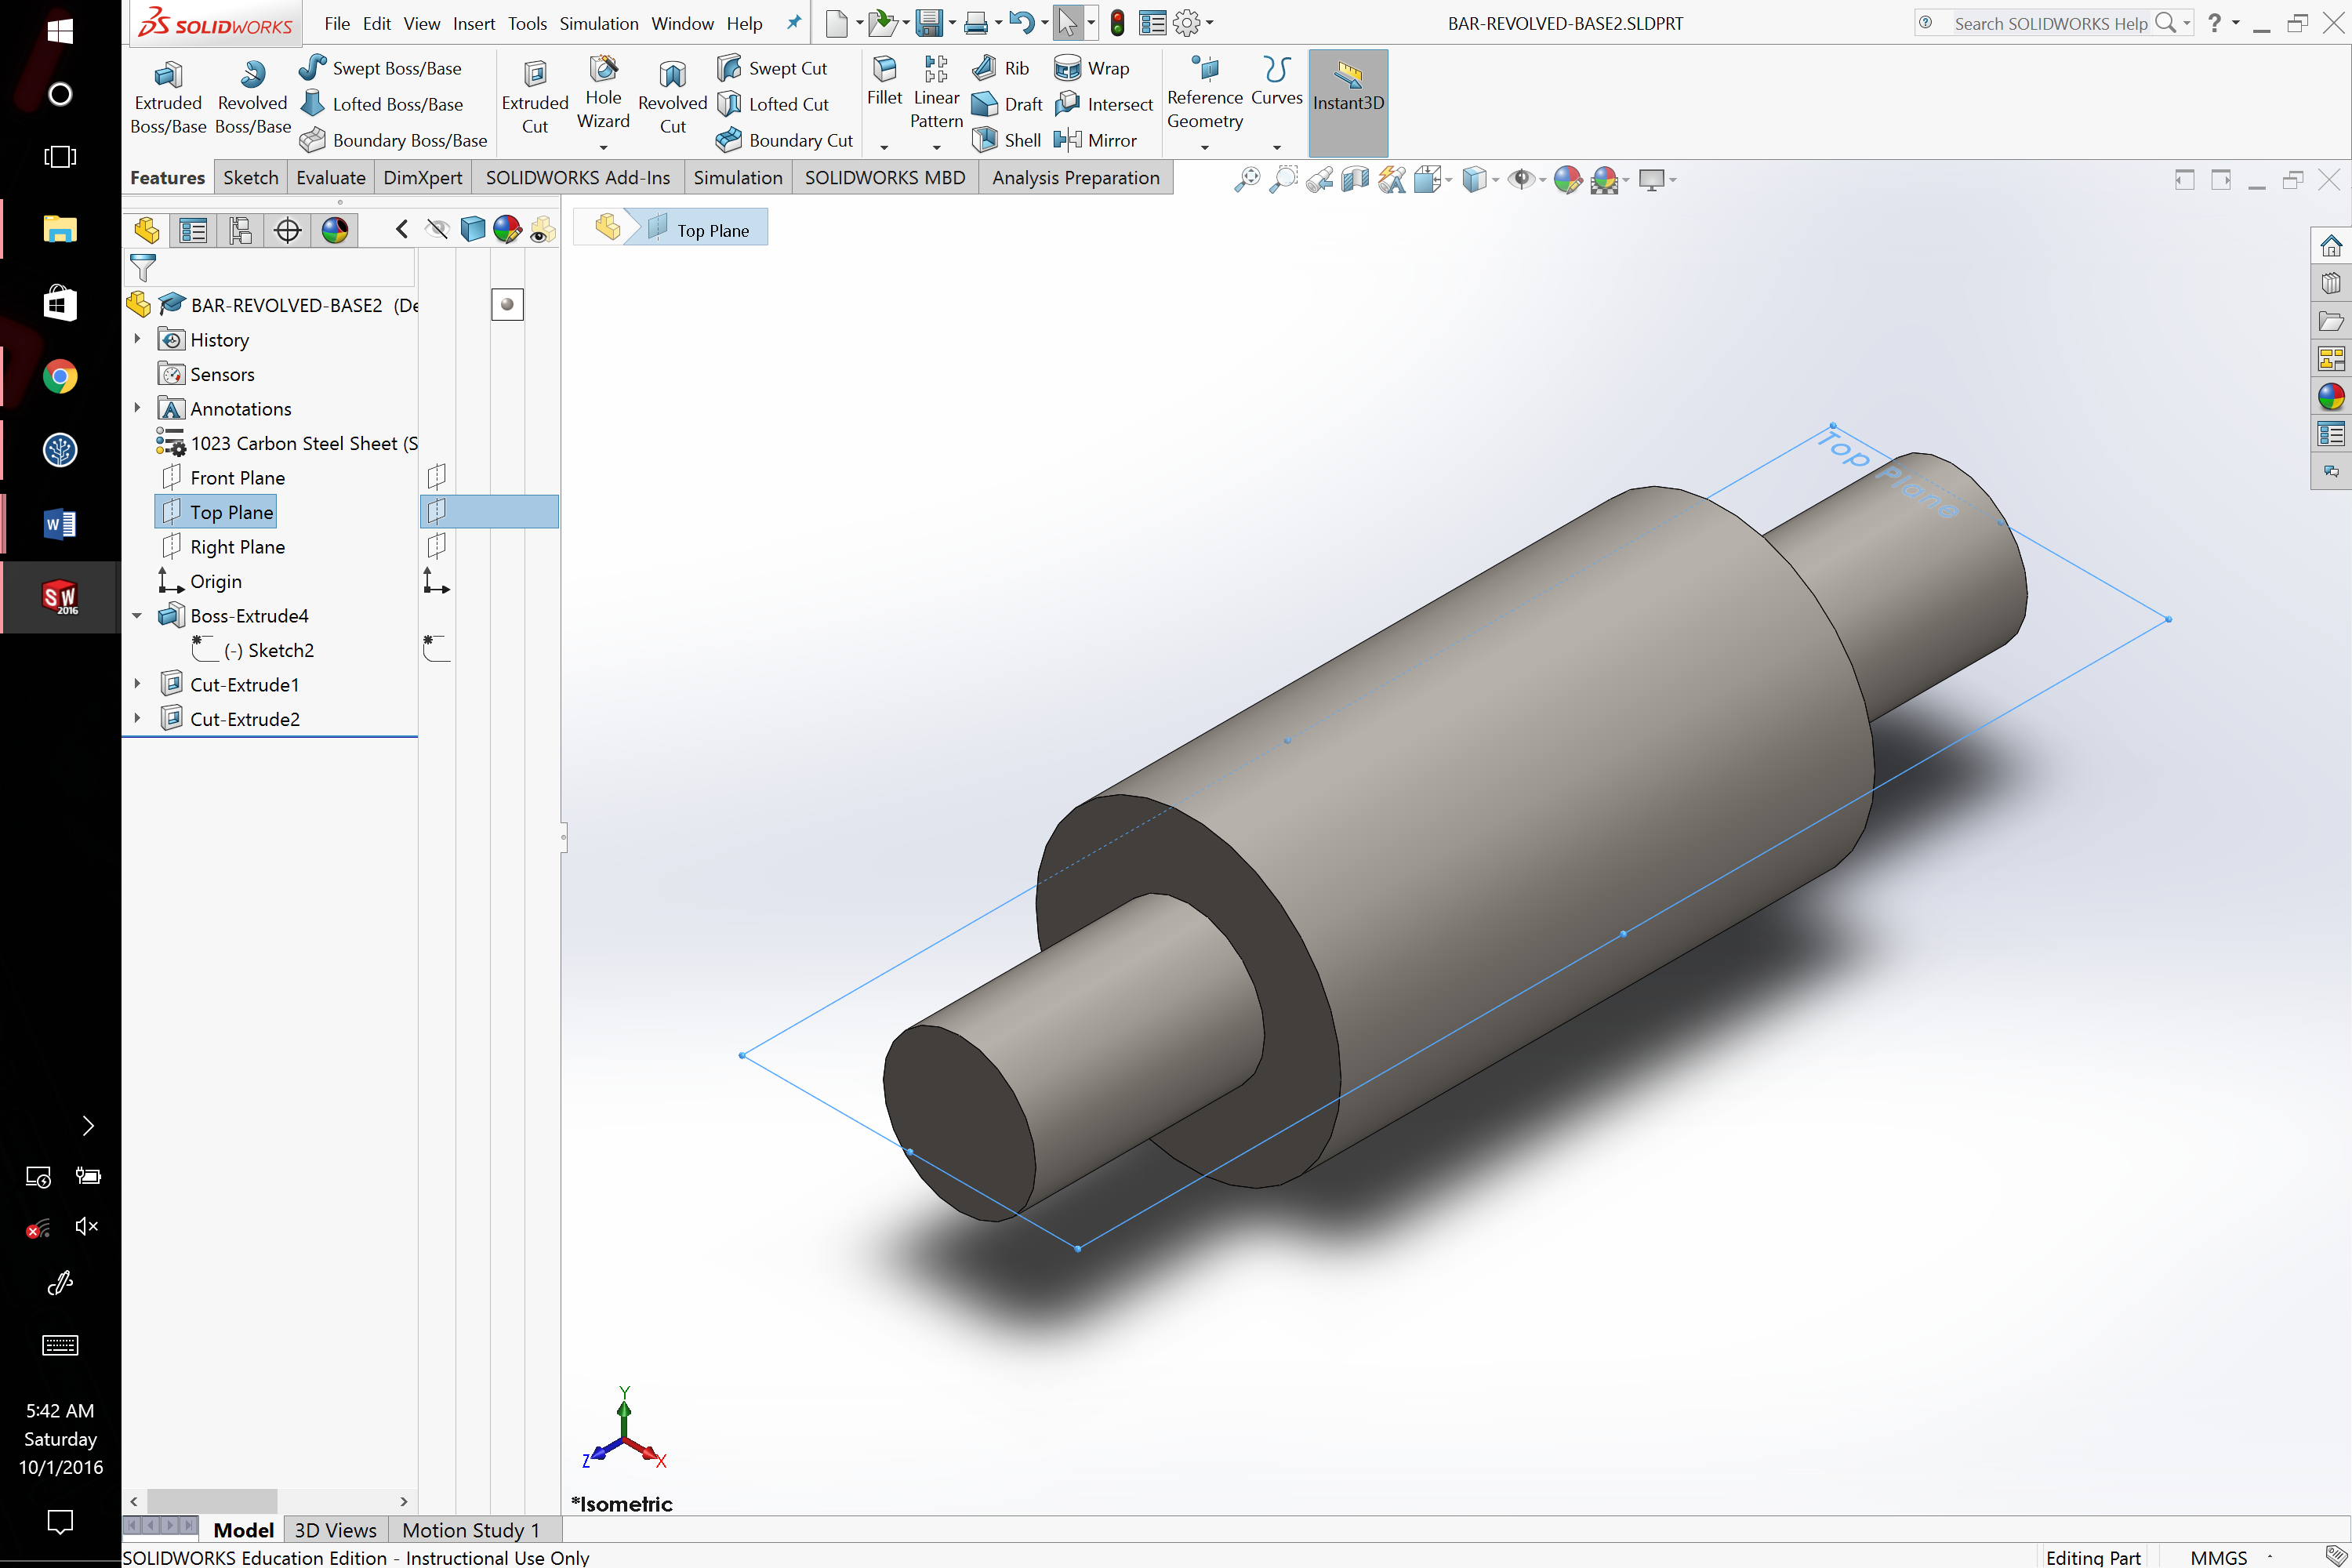 SOLIDWORKS
File Edit View Insert Tools Simulation Window Help
BAR-REVOLVED-BASE2.SLDPRT
Search SOLIDWORKS Help
?
Extruded Boss/Base
Revolved Boss/Base
Swept Boss/Base
Lofted Boss/Base
Boundary Boss/Base
Extruded Cut
Hole Wizard
Revolved Cut
Swept Cut
Lofted Cut
Boundary Cut
Fillet
Linear Pattern
Rib
Draft
Shell
Wrap
Intersect
Mirror
Reference Geometry
Curves
Instant3D
Features Sketch Evaluate DimXpert SOLIDWORKS Add-Ins Simulation SOLIDWORKS MBD Analysis Preparation
Top Plane
BAR-REVOLVED-BASE2 (De
History
Sensors
Annotations
1023 Carbon Steel Sheet (S
Front Plane
Top Plane
Right Plane
Origin
Boss-Extrude4
(-) Sketch2
Cut-Extrude1
Cut-Extrude2
Top Plane
SW
2016
5:42 AM
Saturday
10/1/2016
Y
Z
X
*Isometric
Model 3D Views Motion Study 1
SOLIDWORKS Education Edition - Instructional Use Only
Editing Part MMGS